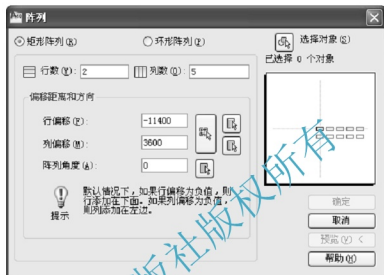 阵列
矩形阵列(R)
环形阵列(P)
选择对象(S)
已选择 0 个对象
行数(W): 2
列数(O): 5
偏移距离和方向
行偏移(F): -11400
列偏移(M): 3600
阵列角度(A): 0
提示
默认情况下，如果行偏移为负值，则
行添加在下面。如果列偏移为负值，
则列添加在左边。
确定
取消
预览(V) <
帮助(H)
社版权所有